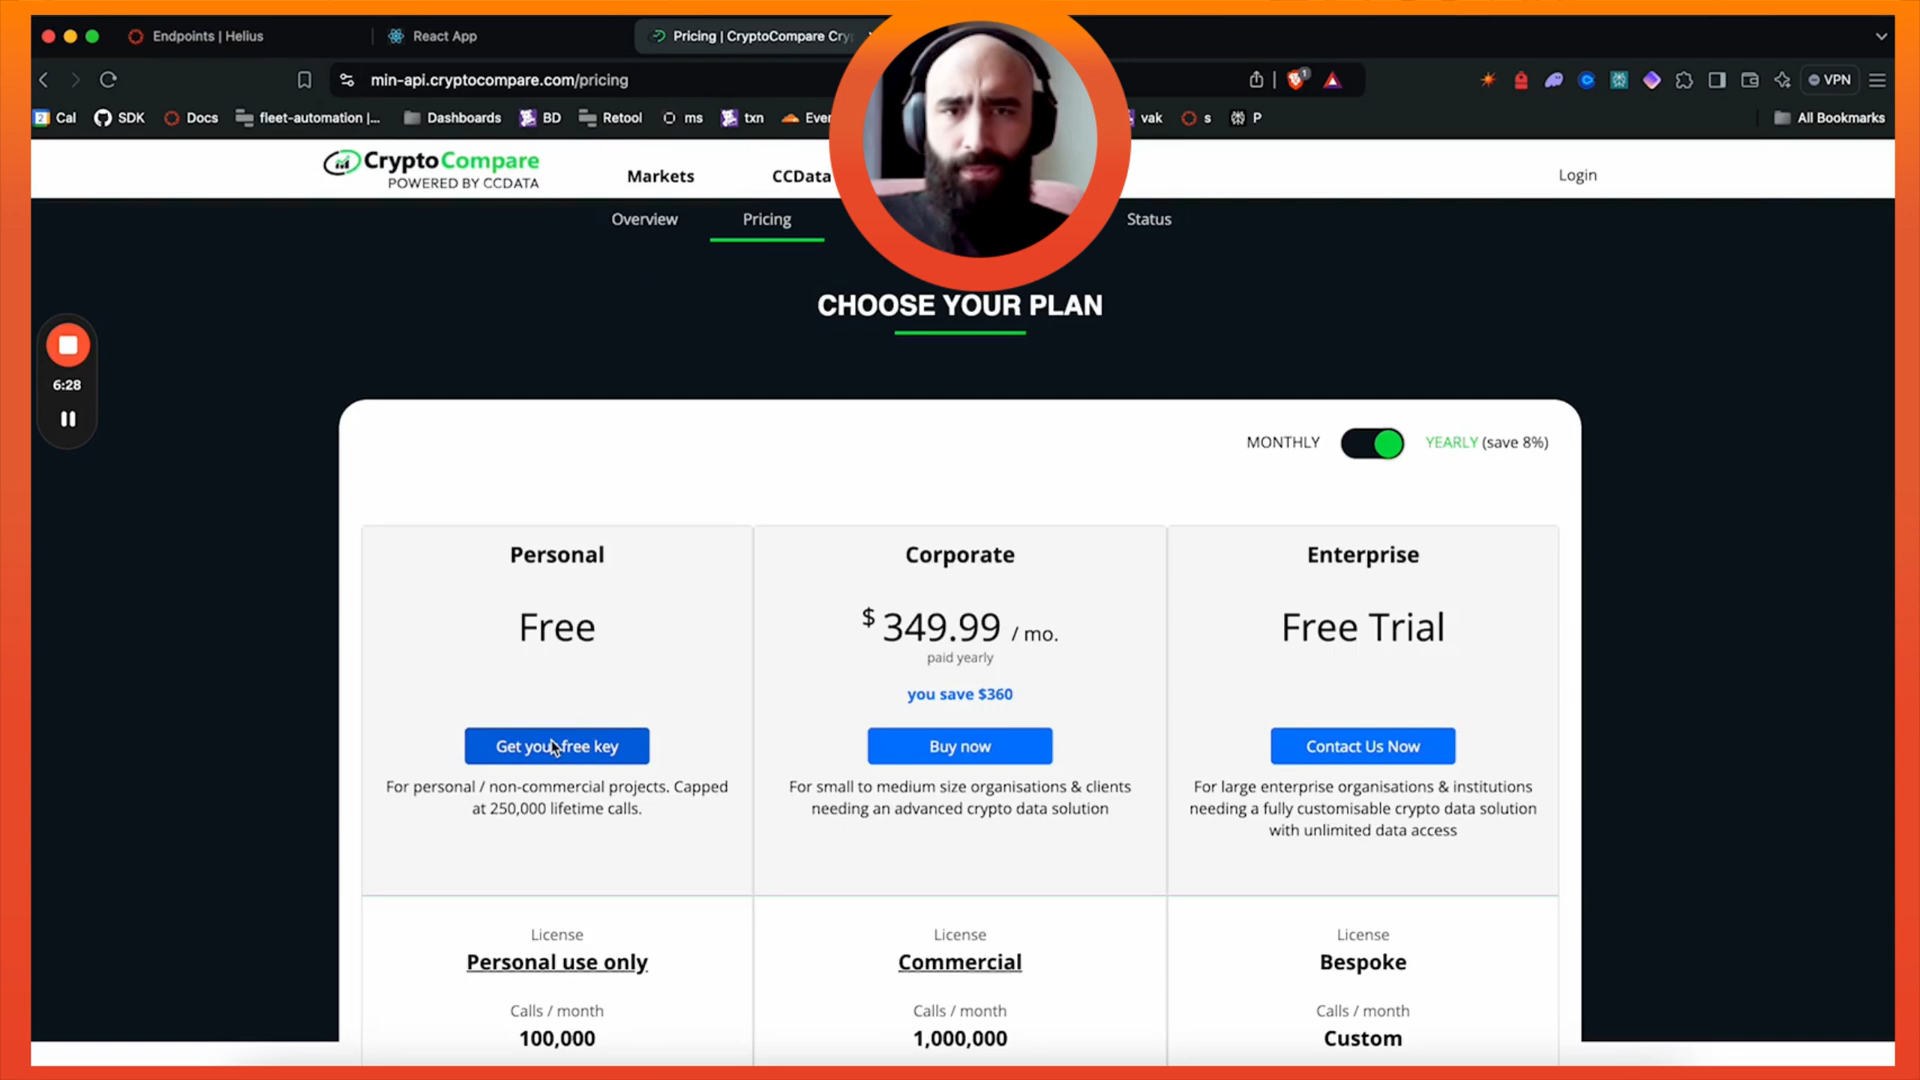 Endpoints | Helius
React App
Pricing | CryptoCompare Cry
min-api.cryptocompare.com/pricing
1
VPN
Cal
SDK
Docs
fleet-automation |...
Dashboards
BD
Retool
ms
txn
Ever
vak
s
P
All Bookmarks
CryptoCompare
POWERED BY CCDATA
Markets
CCData
Login
Overview
Pricing
Status
CHOOSE YOUR PLAN
6:28
MONTHLY
YEARLY (save 8%)
Personal
Corporate
Enterprise
Free
$ 349.99 / mo.
paid yearly
you save $360
Free Trial
Get your free key
Buy now
Contact Us Now
For personal / non-commercial projects. Capped
at 250,000 lifetime calls.
For small to medium size organisations & clients
needing an advanced crypto data solution
For large enterprise organisations & institutions
needing a fully customisable crypto data solution
with unlimited data access
License
Personal use only
License
Commercial
License
Bespoke
Calls / month
100,000
Calls / month
1,000,000
Calls / month
Custom